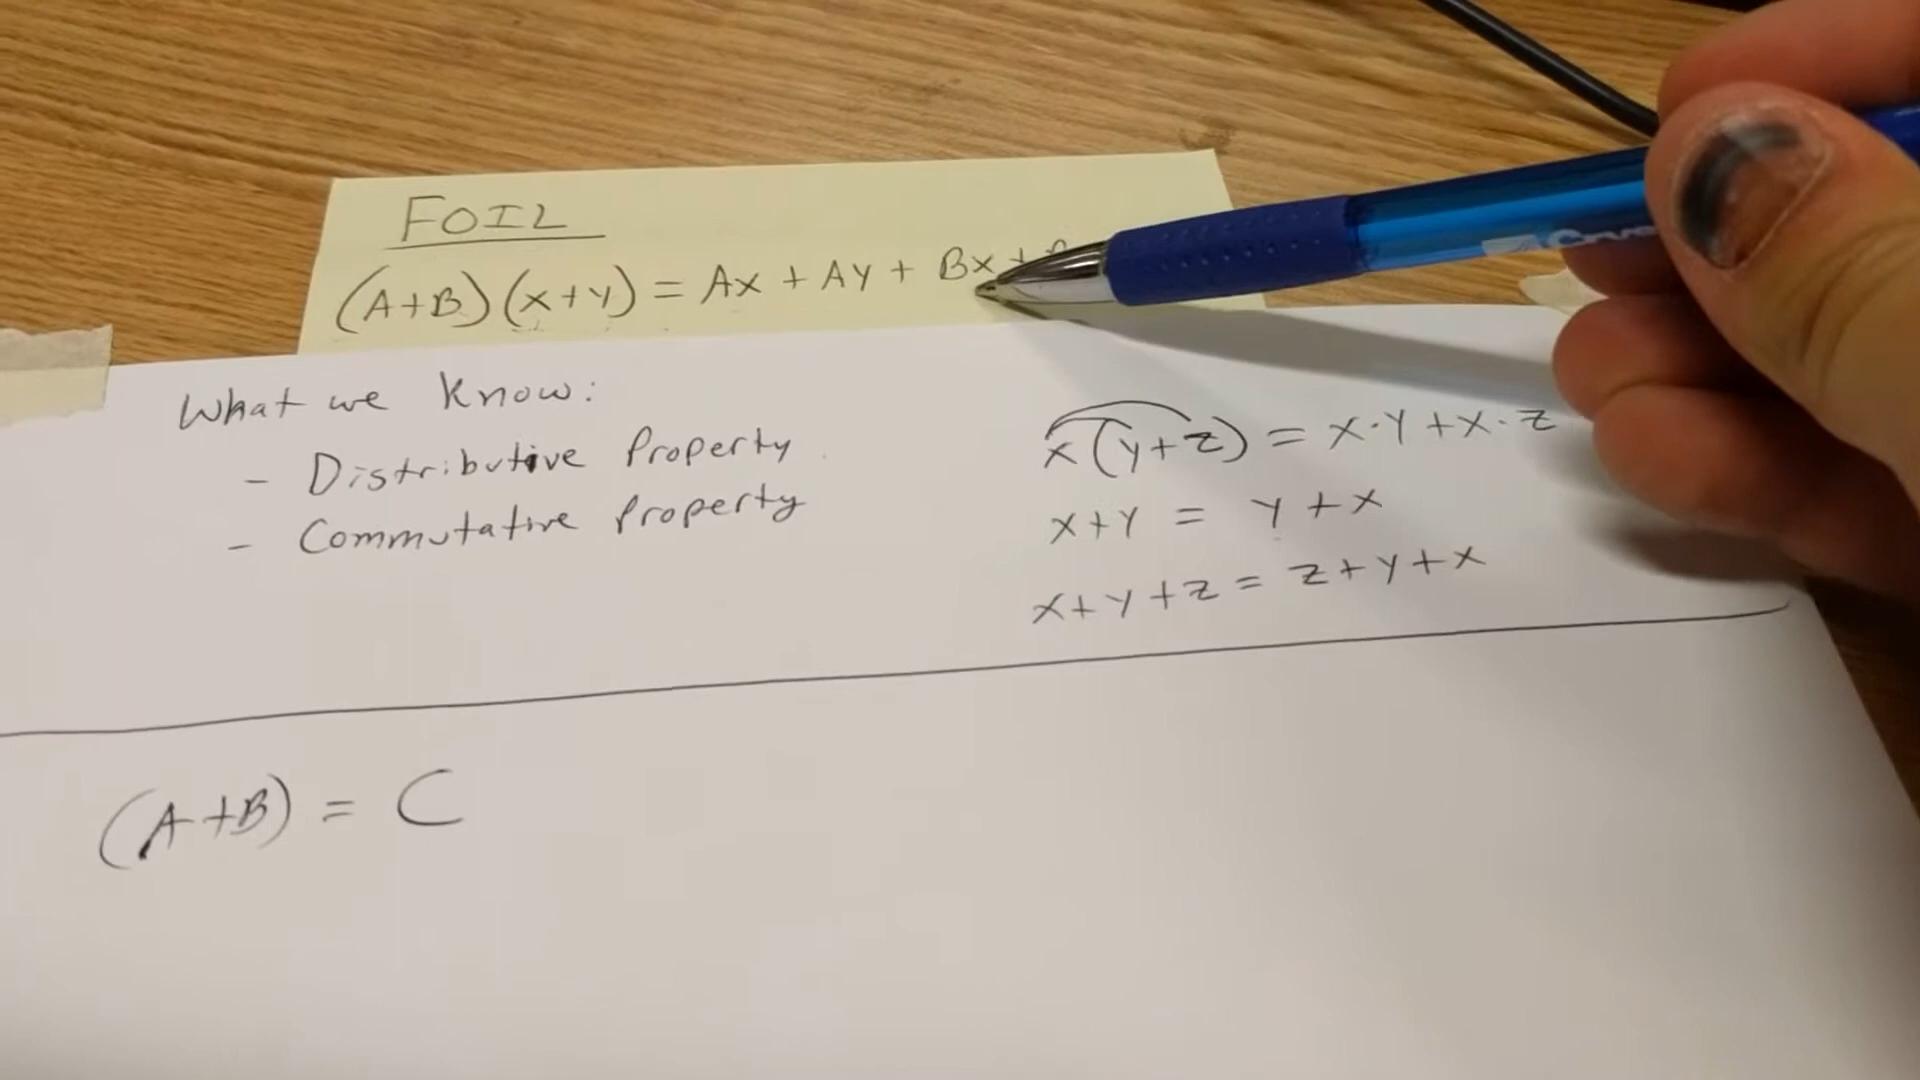 FOIL
(A+B)(x+y) = Ax + Ay + Bx +
What we know:
- Distributive Property
x(y+z) = x·y+x·z
- Commutative Property
x+y = y+x
x+y+z = z+y+x
(A+B) = C